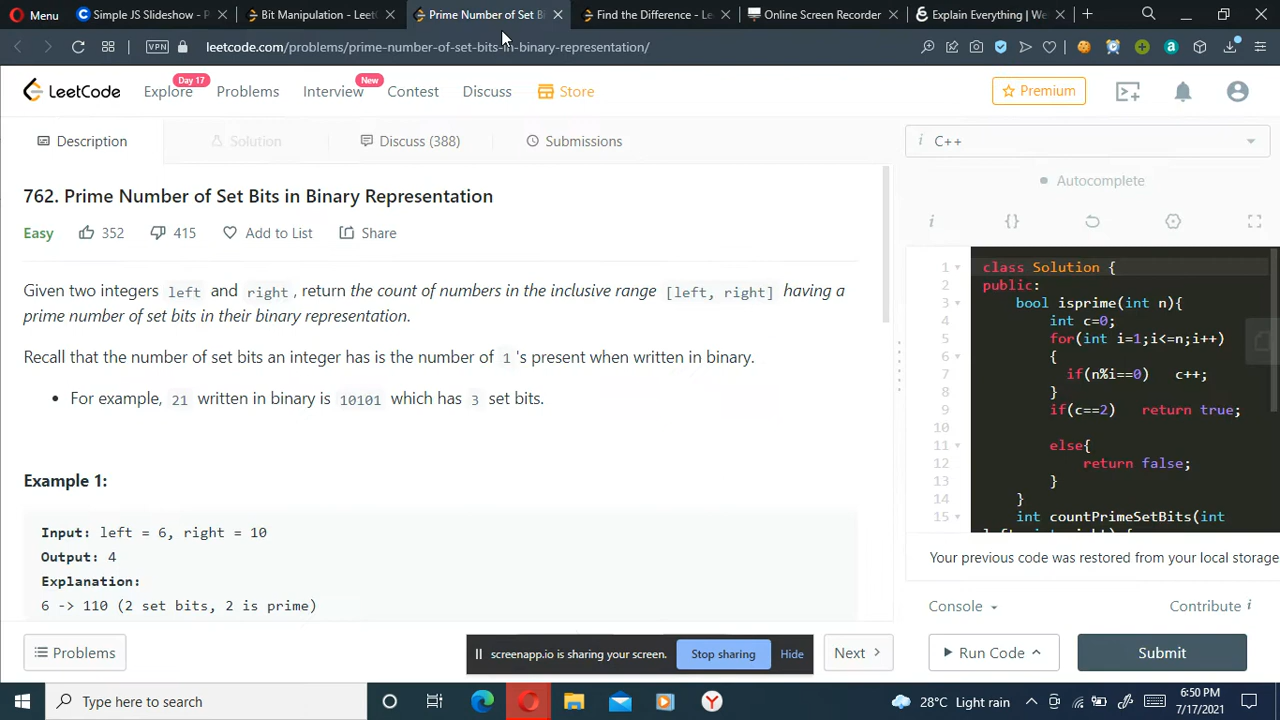 Menu
Simple JS Slideshow - P
Bit Manipulation - LeetC
Prime Number of Set B
Find the Difference - Le
Online Screen Recorder
Explain Everything | We
VPN
leetcode.com/problems/prime-number-of-set-bits-in-binary-representation/
LeetCode
Explore
Day 17
Problems
Interview
New
Contest
Discuss
Store
Premium
Description
Solution
Discuss (388)
Submissions
i C++
Autocomplete
i {}
762. Prime Number of Set Bits in Binary Representation
Easy 352 415 Add to List Share
Given two integers left and right, return the count of numbers in the inclusive range [left, right] having a
prime number of set bits in their binary representation.
Recall that the number of set bits an integer has is the number of 1 's present when written in binary.
• For example, 21 written in binary is 10101 which has 3 set bits.
Example 1:
Input: left = 6, right = 10
Output: 4
Explanation:
6 -> 110 (2 set bits, 2 is prime)
1 class Solution {
2 public:
3 bool isprime(int n){
4 int c=0;
5 for(int i=1;i<=n;i++)
6 {
7 if(n%i==0) c++;
8 }
9 if(c==2) return true;
10
11 else{
12 return false;
13 }
14 }
15 int countPrimeSetBits(int
Your previous code was restored from your local storage
Problems
screenapp.io is sharing your screen.
Stop sharing
Hide
Next >
Console
Contribute i
Run Code
Submit
Type here to search
28°C Light rain
6:50 PM
7/17/2021